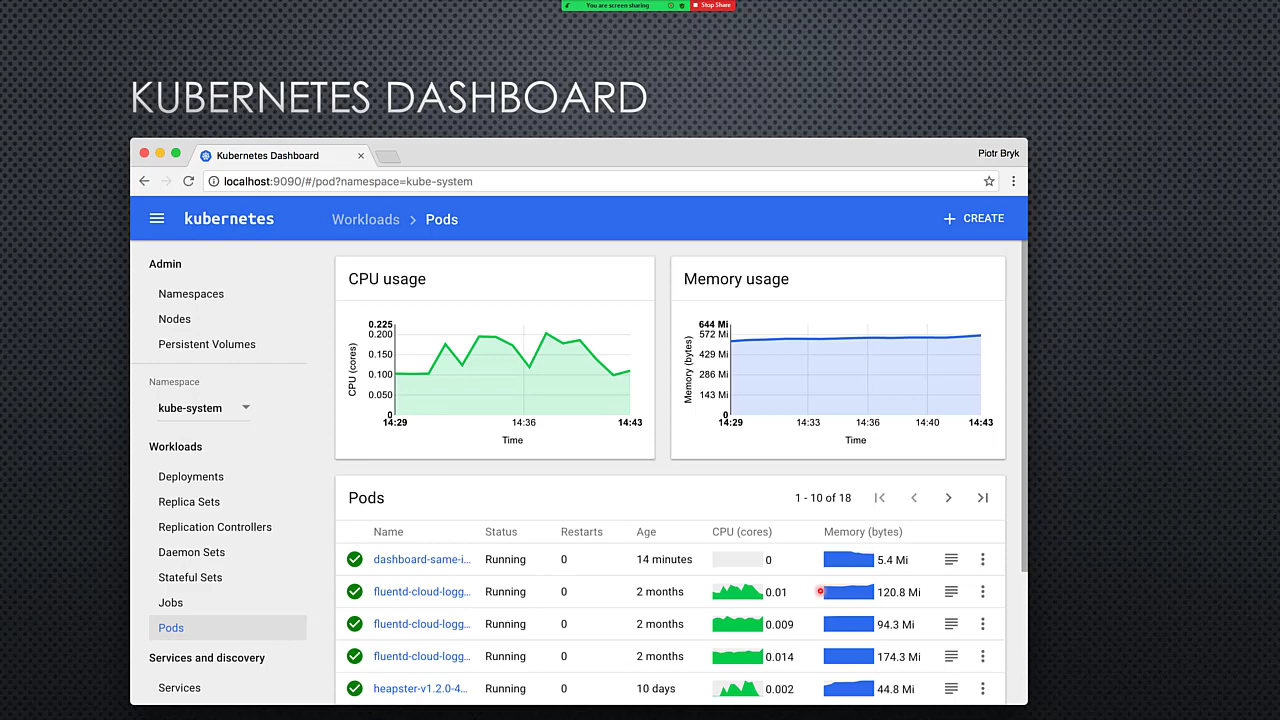 You are screen sharing
Stop Share
KUBERNETES DASHBOARD
Kubernetes Dashboard
Piotr Bryk
localhost:9090/#/pod?namespace=kube-system
kubernetes
Workloads > Pods
+ CREATE
Admin
Namespaces
Nodes
Persistent Volumes
Namespace
kube-system
Workloads
Deployments
Replica Sets
Replication Controllers
Daemon Sets
Stateful Sets
Jobs
Pods
Services and discovery
Services
CPU usage
CPU (cores)
0.225
0.200
0.150
0.100
0.050
0
14:29 14:36 14:43
Time
Memory usage
Memory (bytes)
644 Mi
572 Mi
429 Mi
286 Mi
143 Mi
0
14:29 14:33 14:36 14:40 14:43
Time
Pods
1 - 10 of 18
Name Status Restarts Age CPU (cores) Memory (bytes)
dashboard-same-i... Running 0 14 minutes 0 5.4 Mi
fluentd-cloud-logg... Running 0 2 months 0.01 120.8 Mi
fluentd-cloud-logg... Running 0 2 months 0.009 94.3 Mi
fluentd-cloud-logg... Running 0 2 months 0.014 174.3 Mi
heapster-v1.2.0-4... Running 0 10 days 0.002 44.8 Mi